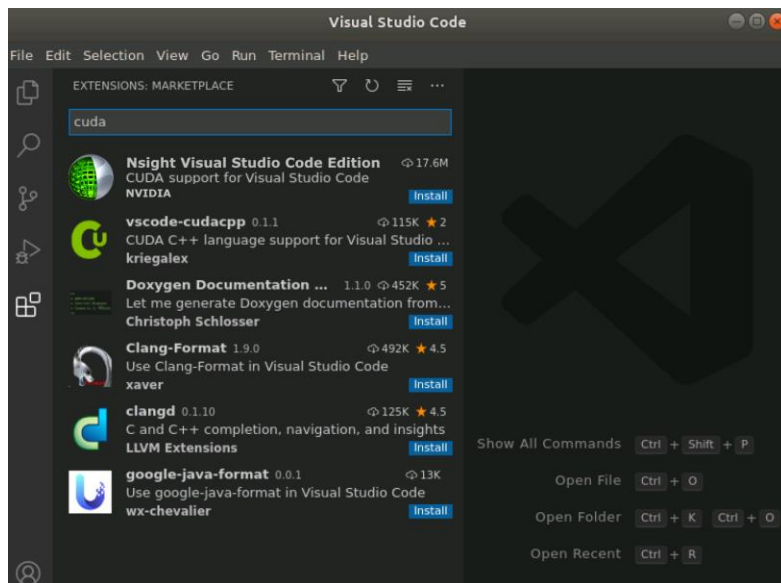 Visual Studio Code
File Edit Selection View Go Run Terminal Help
EXTENSIONS: MARKETPLACE
cuda
Nsight Visual Studio Code Edition 17.6M
CUDA support for Visual Studio Code
NVIDIA Install
vscode-cudacpp 0.1.1 115K ★ 2
CUDA C++ language support for Visual Studio ...
kriegalex Install
Doxygen Documentation ... 1.1.0 452K ★ 5
Let me generate Doxygen documentation from...
Christoph Schlosser Install
Clang-Format 1.9.0 492K ★ 4.5
Use Clang-Format in Visual Studio Code
xaver Install
clangd 0.1.10 125K ★ 4.5
C and C++ completion, navigation, and insights
LLVM Extensions Install
google-java-format 0.0.1 13K
Use google-java-format in Visual Studio Code
wx-chevalier Install
Show All Commands Ctrl + Shift + P
Open File Ctrl + O
Open Folder Ctrl + K Ctrl + O
Open Recent Ctrl + R